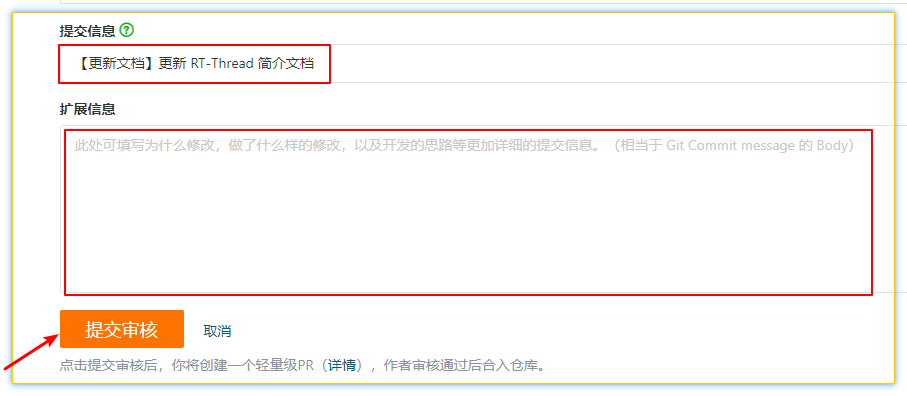 提交信息 ?
【更新文档】更新 RT-Thread 简介文档
扩展信息
此处可填写为什么修改，做了什么样的修改，以及开发的思路等更加详细的提交信息。（相当于 Git Commit message 的 Body）
提交审核 取消
点击提交审核后，你将创建一个轻量级PR（详情），作者审核通过后合入仓库。